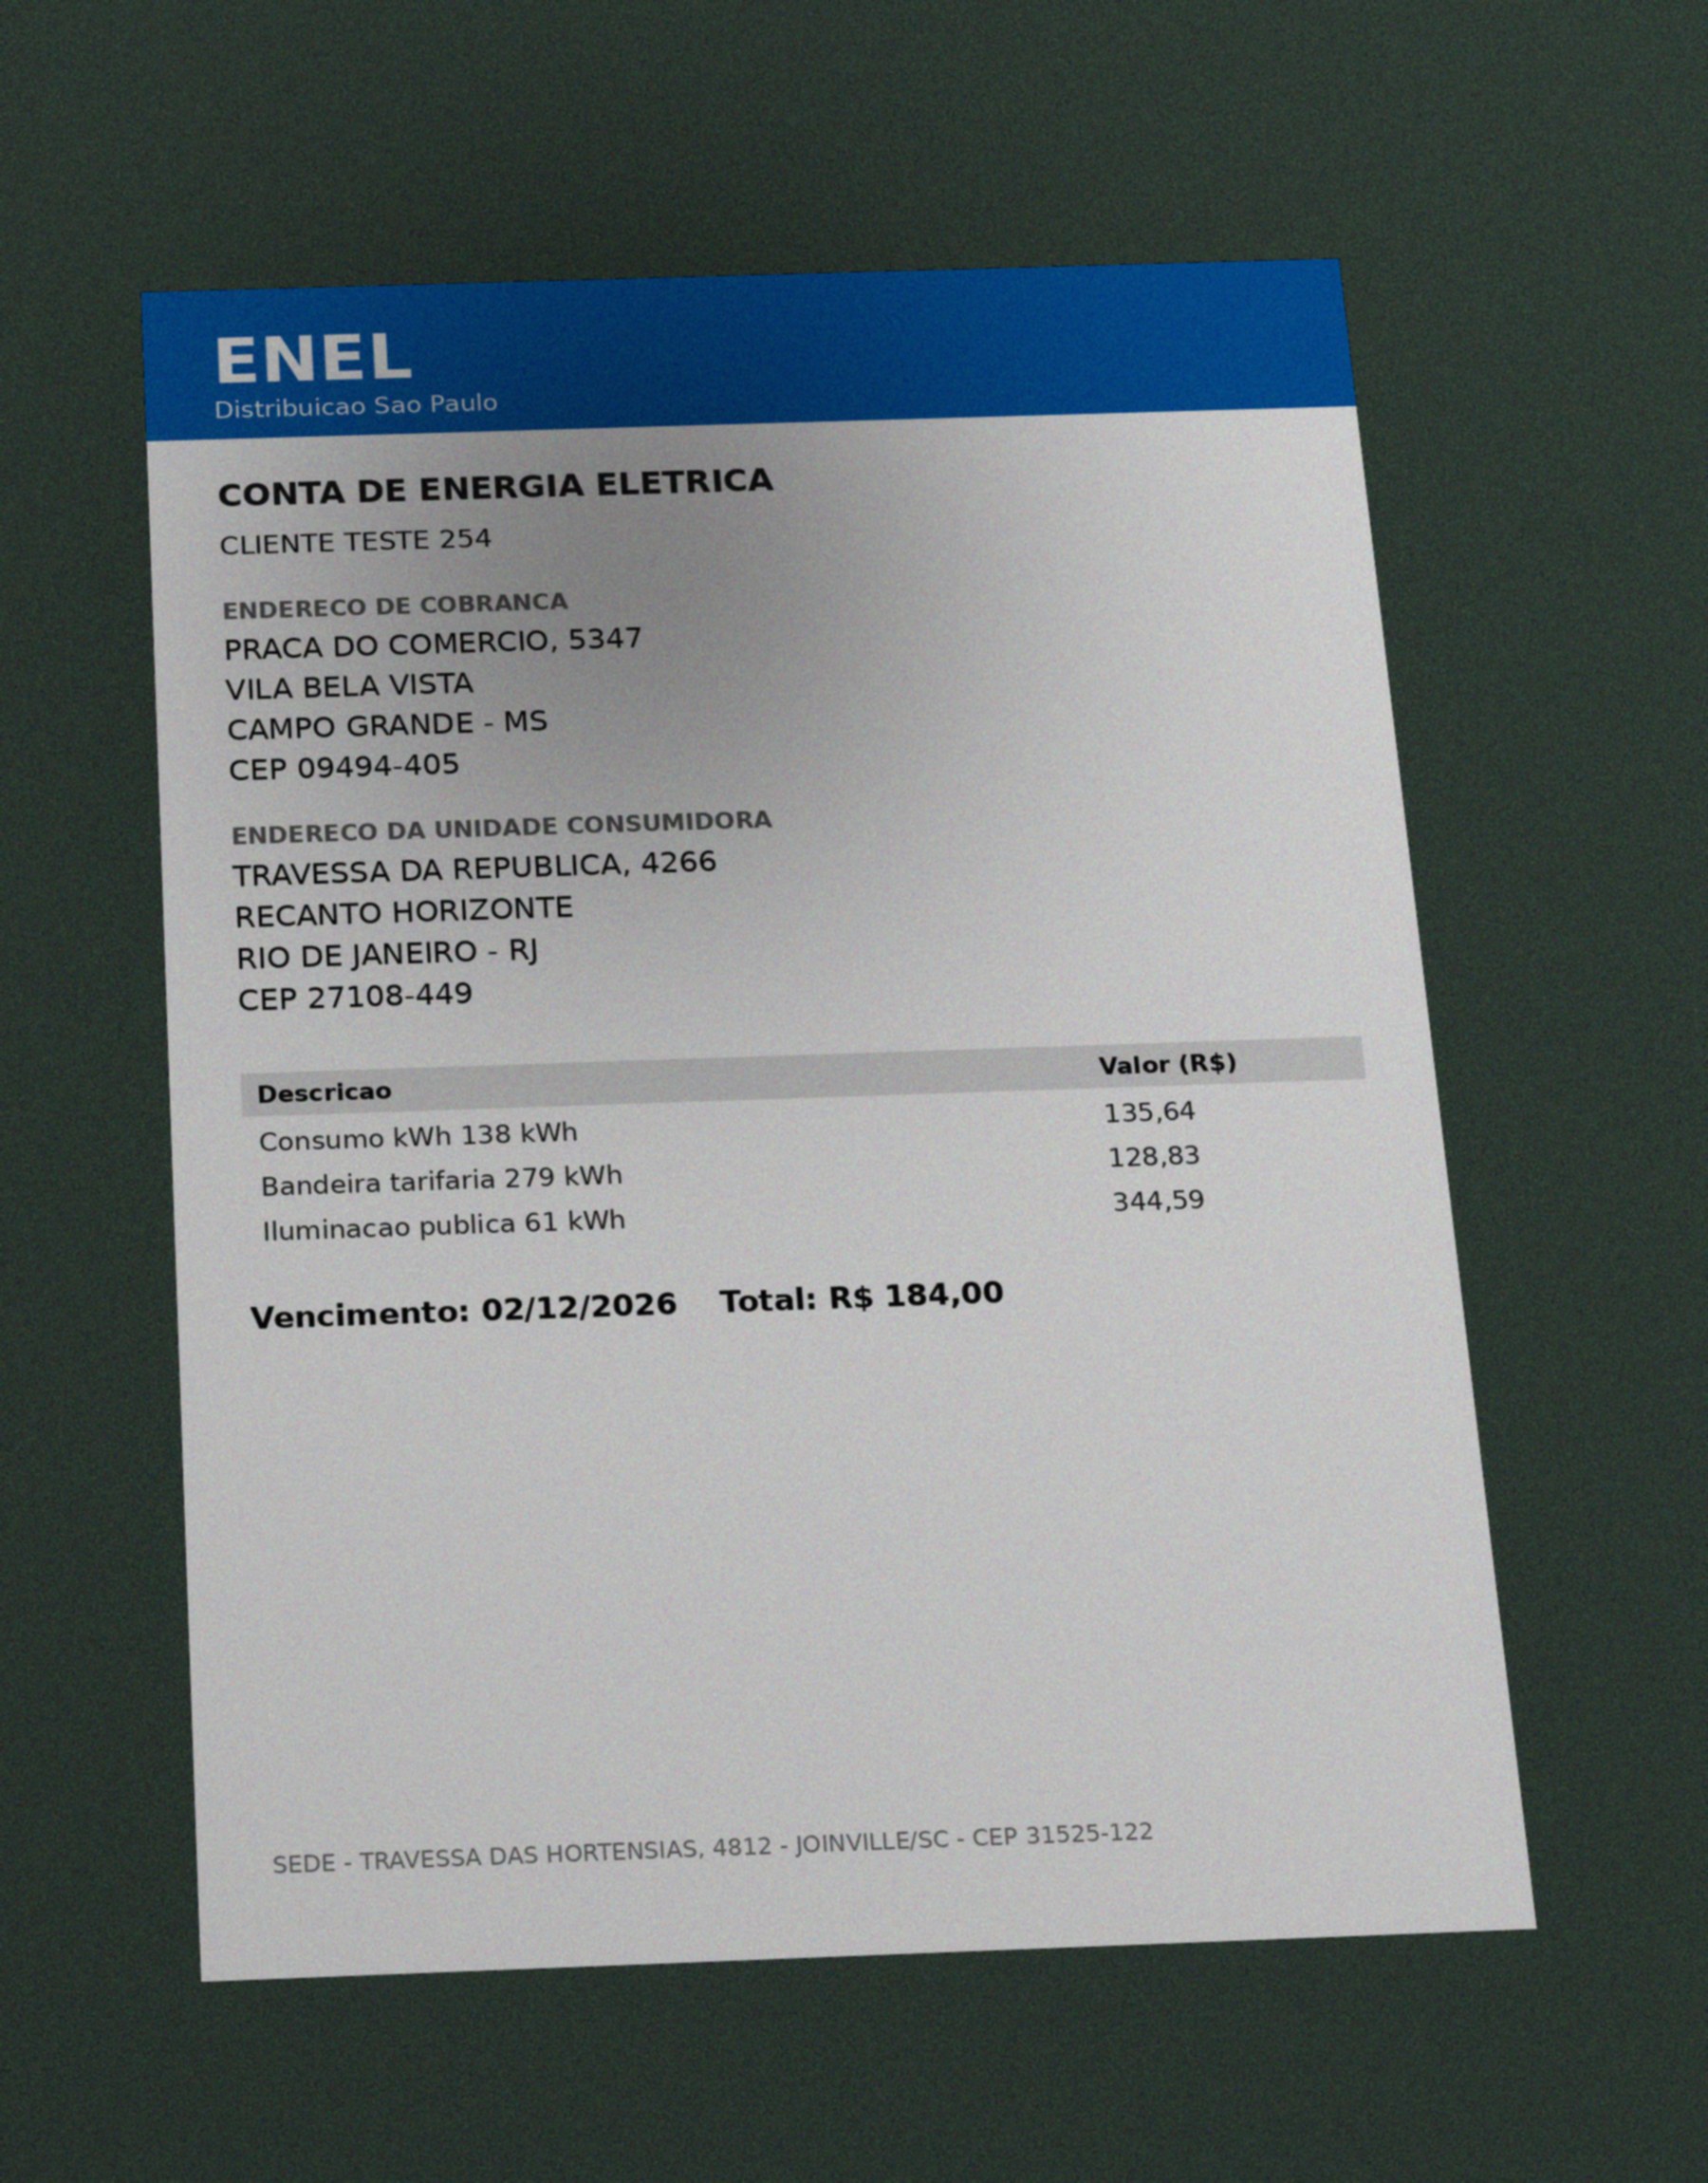 ENEL
Distribuicao Sao Paulo
CONTA DE ENERGIA ELETRICA
CLIENTE TESTE 254
ENDERECO DE COBRANCA
PRACA DO COMERCIO, 5347
VILA BELA VISTA
CAMPO GRANDE - MS
CEP 09494-405
ENDERECO DA UNIDADE CONSUMIDORA
TRAVESSA DA REPUBLICA, 4266
RECANTO HORIZONTE
RIO DE JANEIRO - RJ
CEP 27108-449
Descricao Valor (R$)
Consumo kWh 138 kWh 135,64
Bandeira tarifaria 279 kWh 128,83
Iluminacao publica 61 kWh 344,59
Vencimento: 02/12/2026 Total: R$ 184,00
SEDE - TRAVESSA DAS HORTENSIAS, 4812 - JOINVILLE/SC - CEP 31525-122